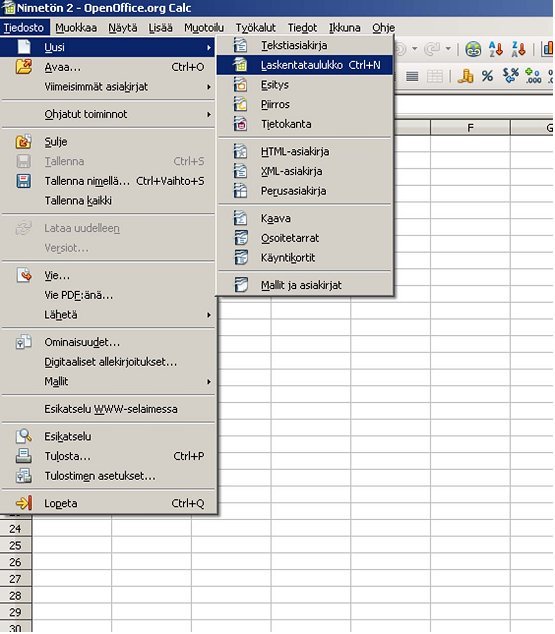 Nimetön 2 - OpenOffice.org Calc
Tiedosto Muokkaa Näytä Lisää Muotoilu Työkalut Tiedot Ikkuna Ohje
Uusi
Avaa... Ctrl+O
Viimeisimmät asiakirjat
Ohjatut toiminnot
Sulje
Tallenna Ctrl+S
Tallenna nimellä... Ctrl+Vaihto+S
Tallenna kaikki
Lataa uudelleen
Versiot...
Vie...
Vie PDF:änä...
Lähetä
Ominaisuudet...
Digitaaliset allekirjoitukset...
Mallit
Esikatselu WWW-selaimessa
Esikatselu
Tulosta... Ctrl+P
Tulostimen asetukset...
Lopeta Ctrl+Q
Tekstiasiakirja
Laskentataulukko Ctrl+N
Esitys
Piirros
Tietokanta
HTML-asiakirja
XML-asiakirja
Perusasiakirja
Kaava
Osoitetarrat
Käyntikortit
Mallit ja asiakirjat
F G
24
25
26
27
28
29
30